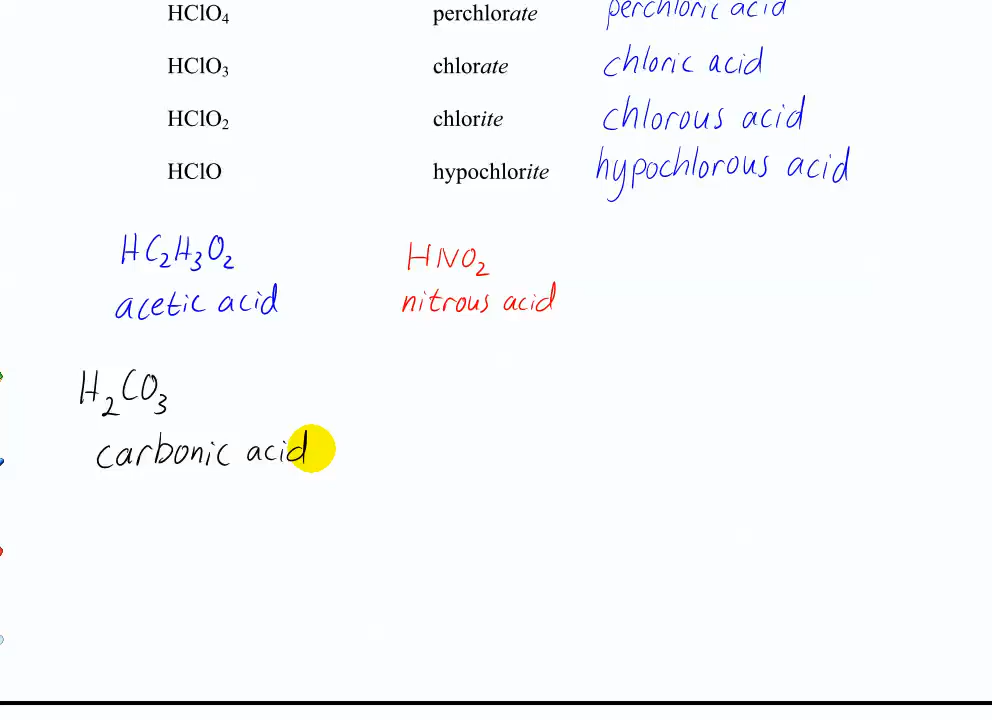 HClO₄ perchlorate perchloric acid
HClO₃ chlorate chloric acid
HClO₂ chlorite chlorous acid
HClO hypochlorite hypochlorous acid
HC₂H₃O₂ HNO₂
acetic acid nitrous acid
H₂CO₃
carbonic acid